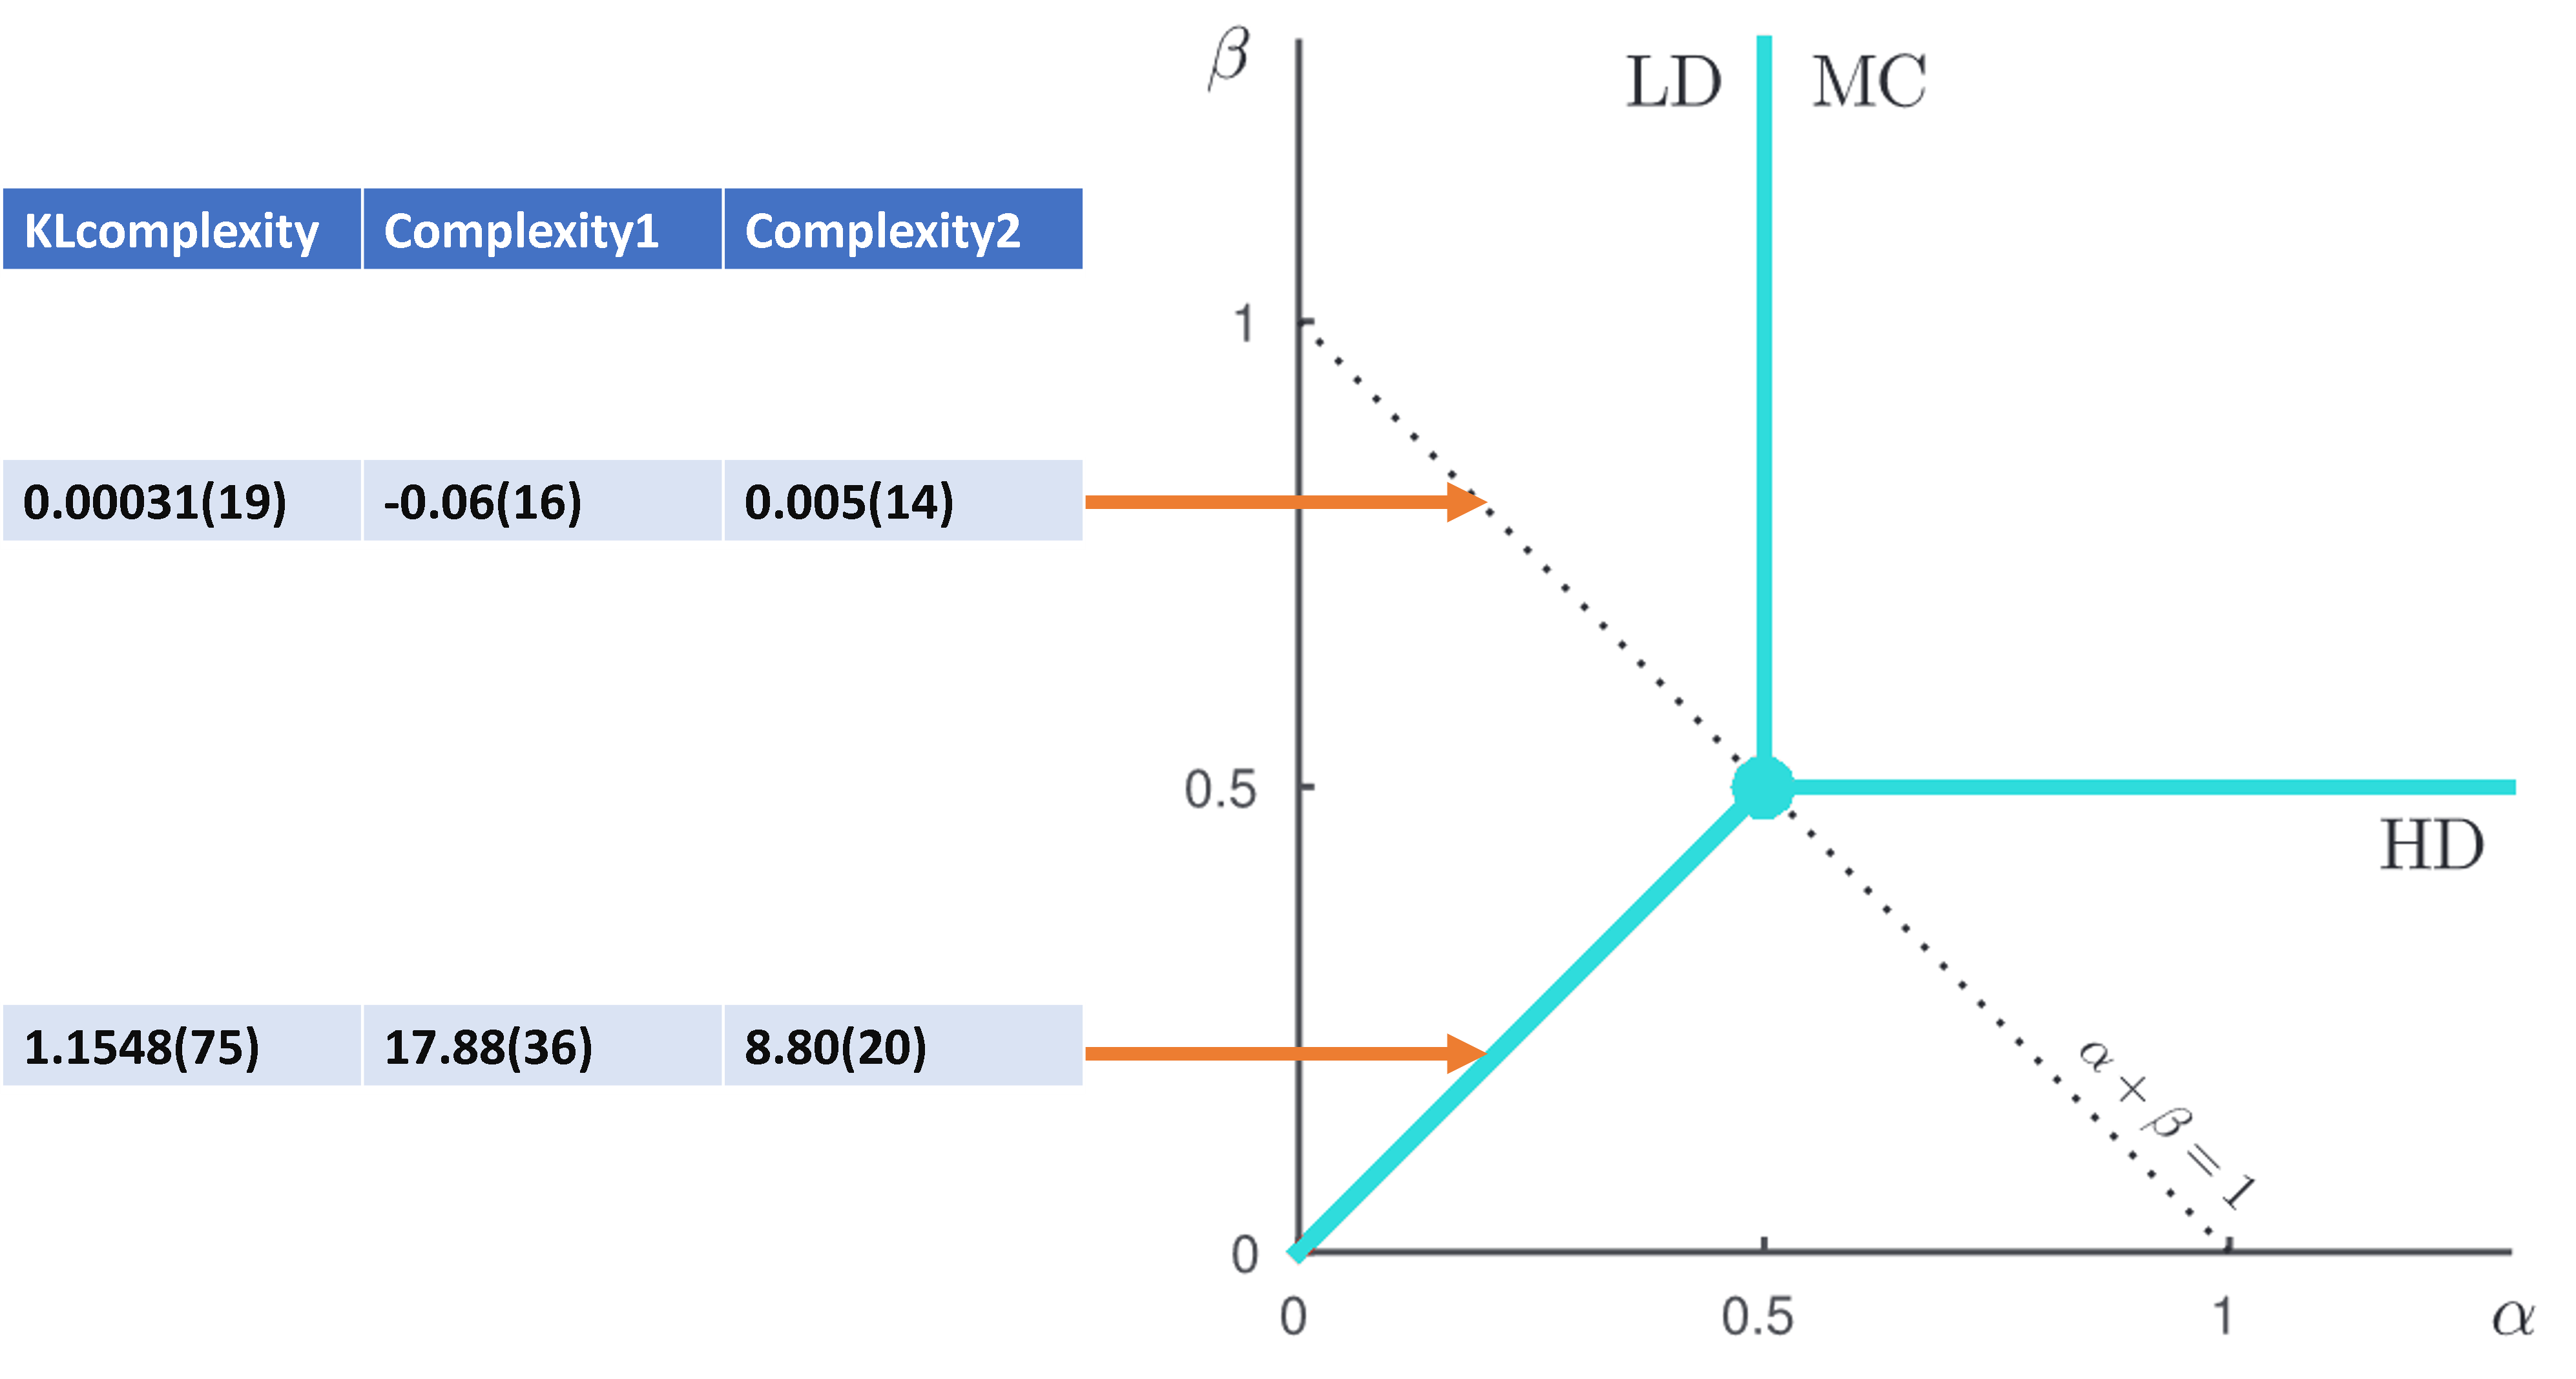 KLcomplexity Complexity1 Complexity2
0.00031(19) -0.06(16) 0.005(14)
1.1548(75) 17.88(36) 8.80(20)
β
LD MC
1
0.5
HD
α + β = 1
0
0 0.5 1 α